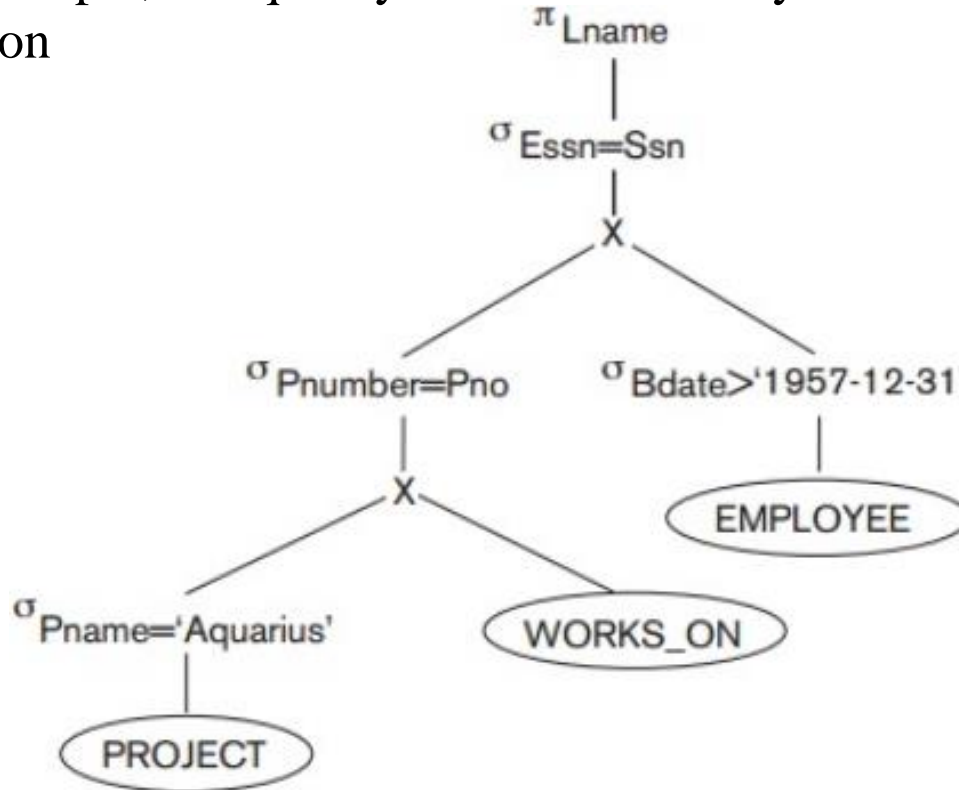 on
π Lname
σ Essn=Ssn
X
σ Pnumber=Pno
σ Bdate>‘1957-12-31
X
EMPLOYEE
σ Pname=‘Aquarius’
WORKS_ON
PROJECT